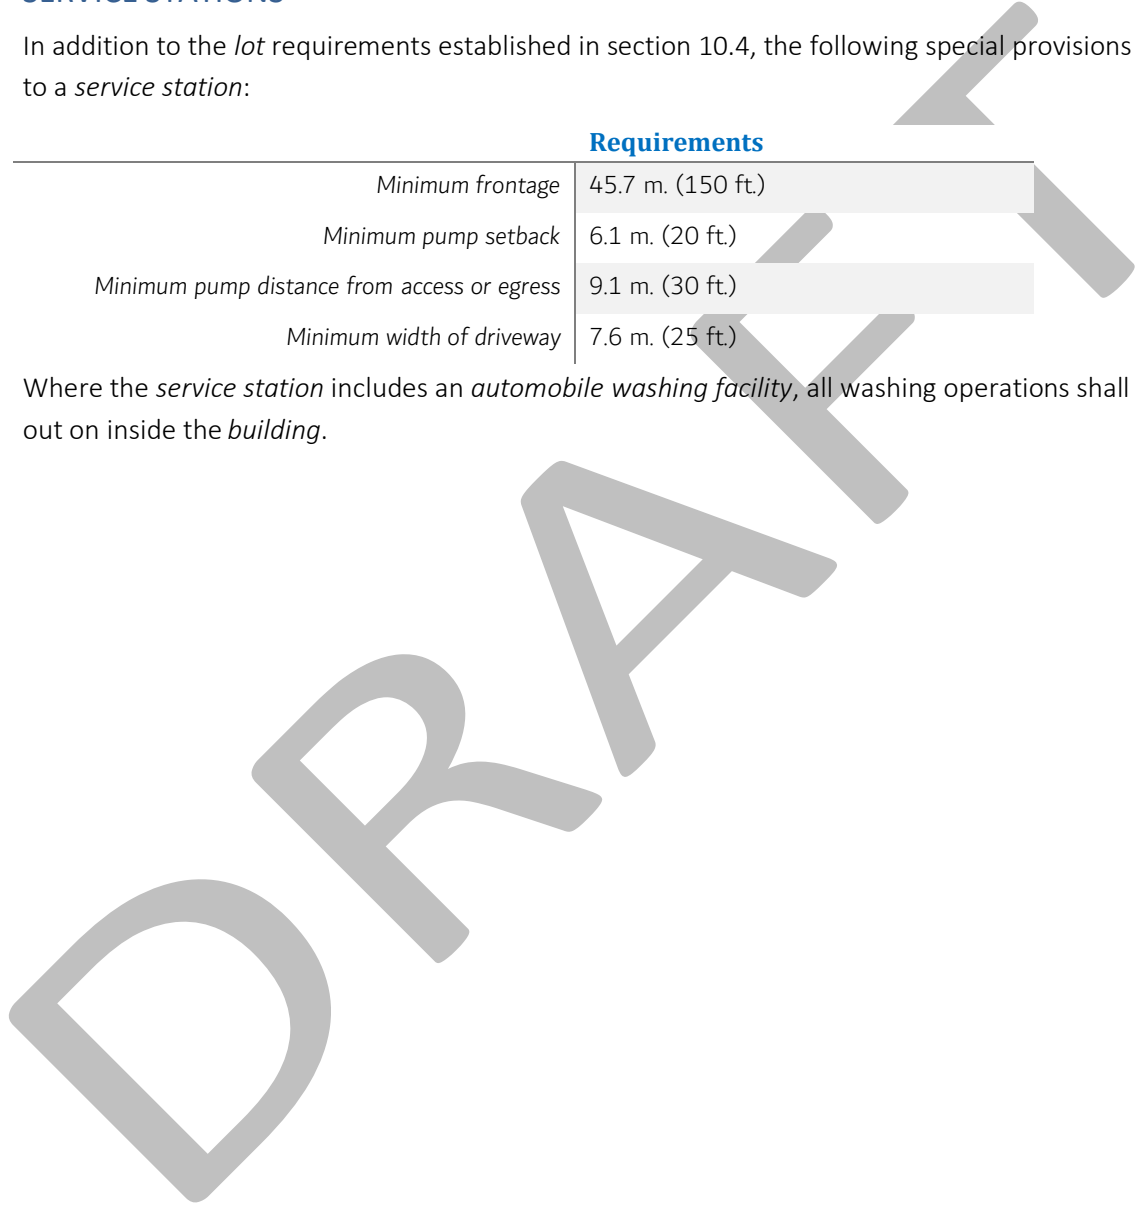 SERVICE STATIONS
In addition to the lot requirements established in section 10.4, the following special provisions
to a service station:
Requirements
Minimum frontage 45.7 m. (150 ft.)
Minimum pump setback 6.1 m. (20 ft.)
Minimum pump distance from access or egress 9.1 m. (30 ft.)
Minimum width of driveway 7.6 m. (25 ft.)
Where the service station includes an automobile washing facility, all washing operations shall
out on inside the building.
DRAFT